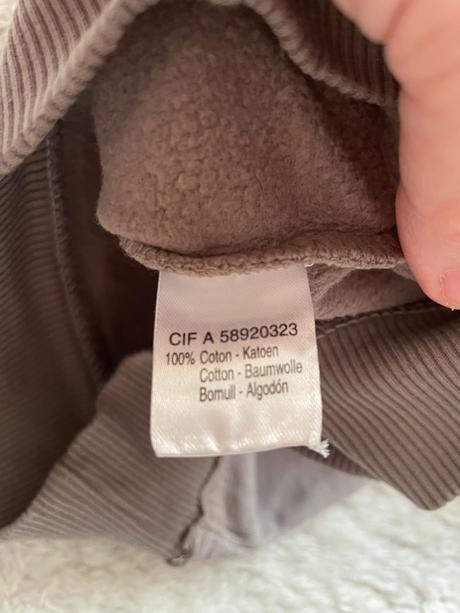 CIF A 58920323
100% Coton - Katoen
Cotton - Baumwolle
Bomull - Algodón